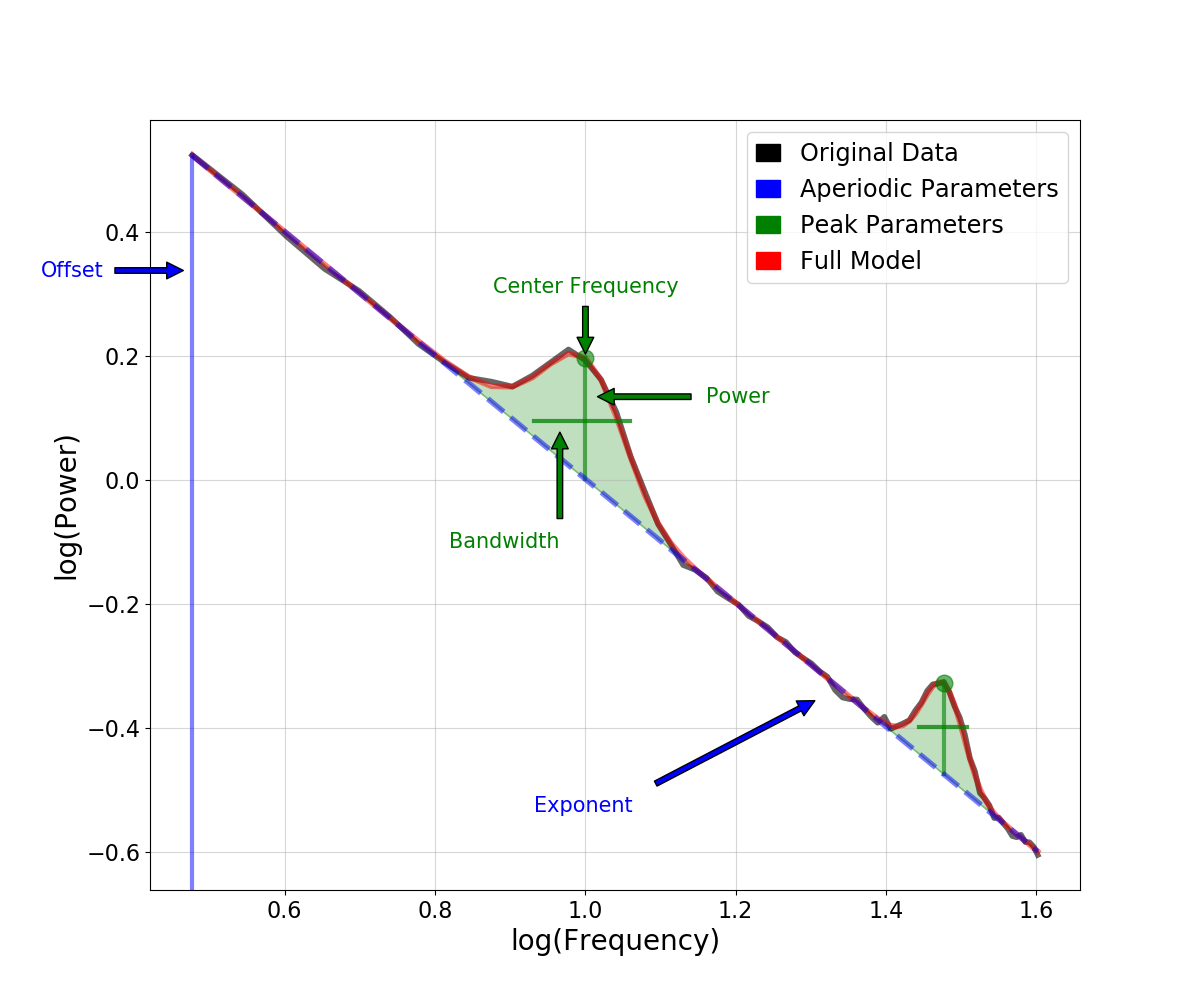 Original Data
Aperiodic Parameters
Peak Parameters
Full Model
0.4
Offset
Center Frequency
0.2
Power
log(Power)
0.0
Bandwidth
−0.2
−0.4
Exponent
−0.6
0.6 0.8 1.0 1.2 1.4 1.6
log(Frequency)